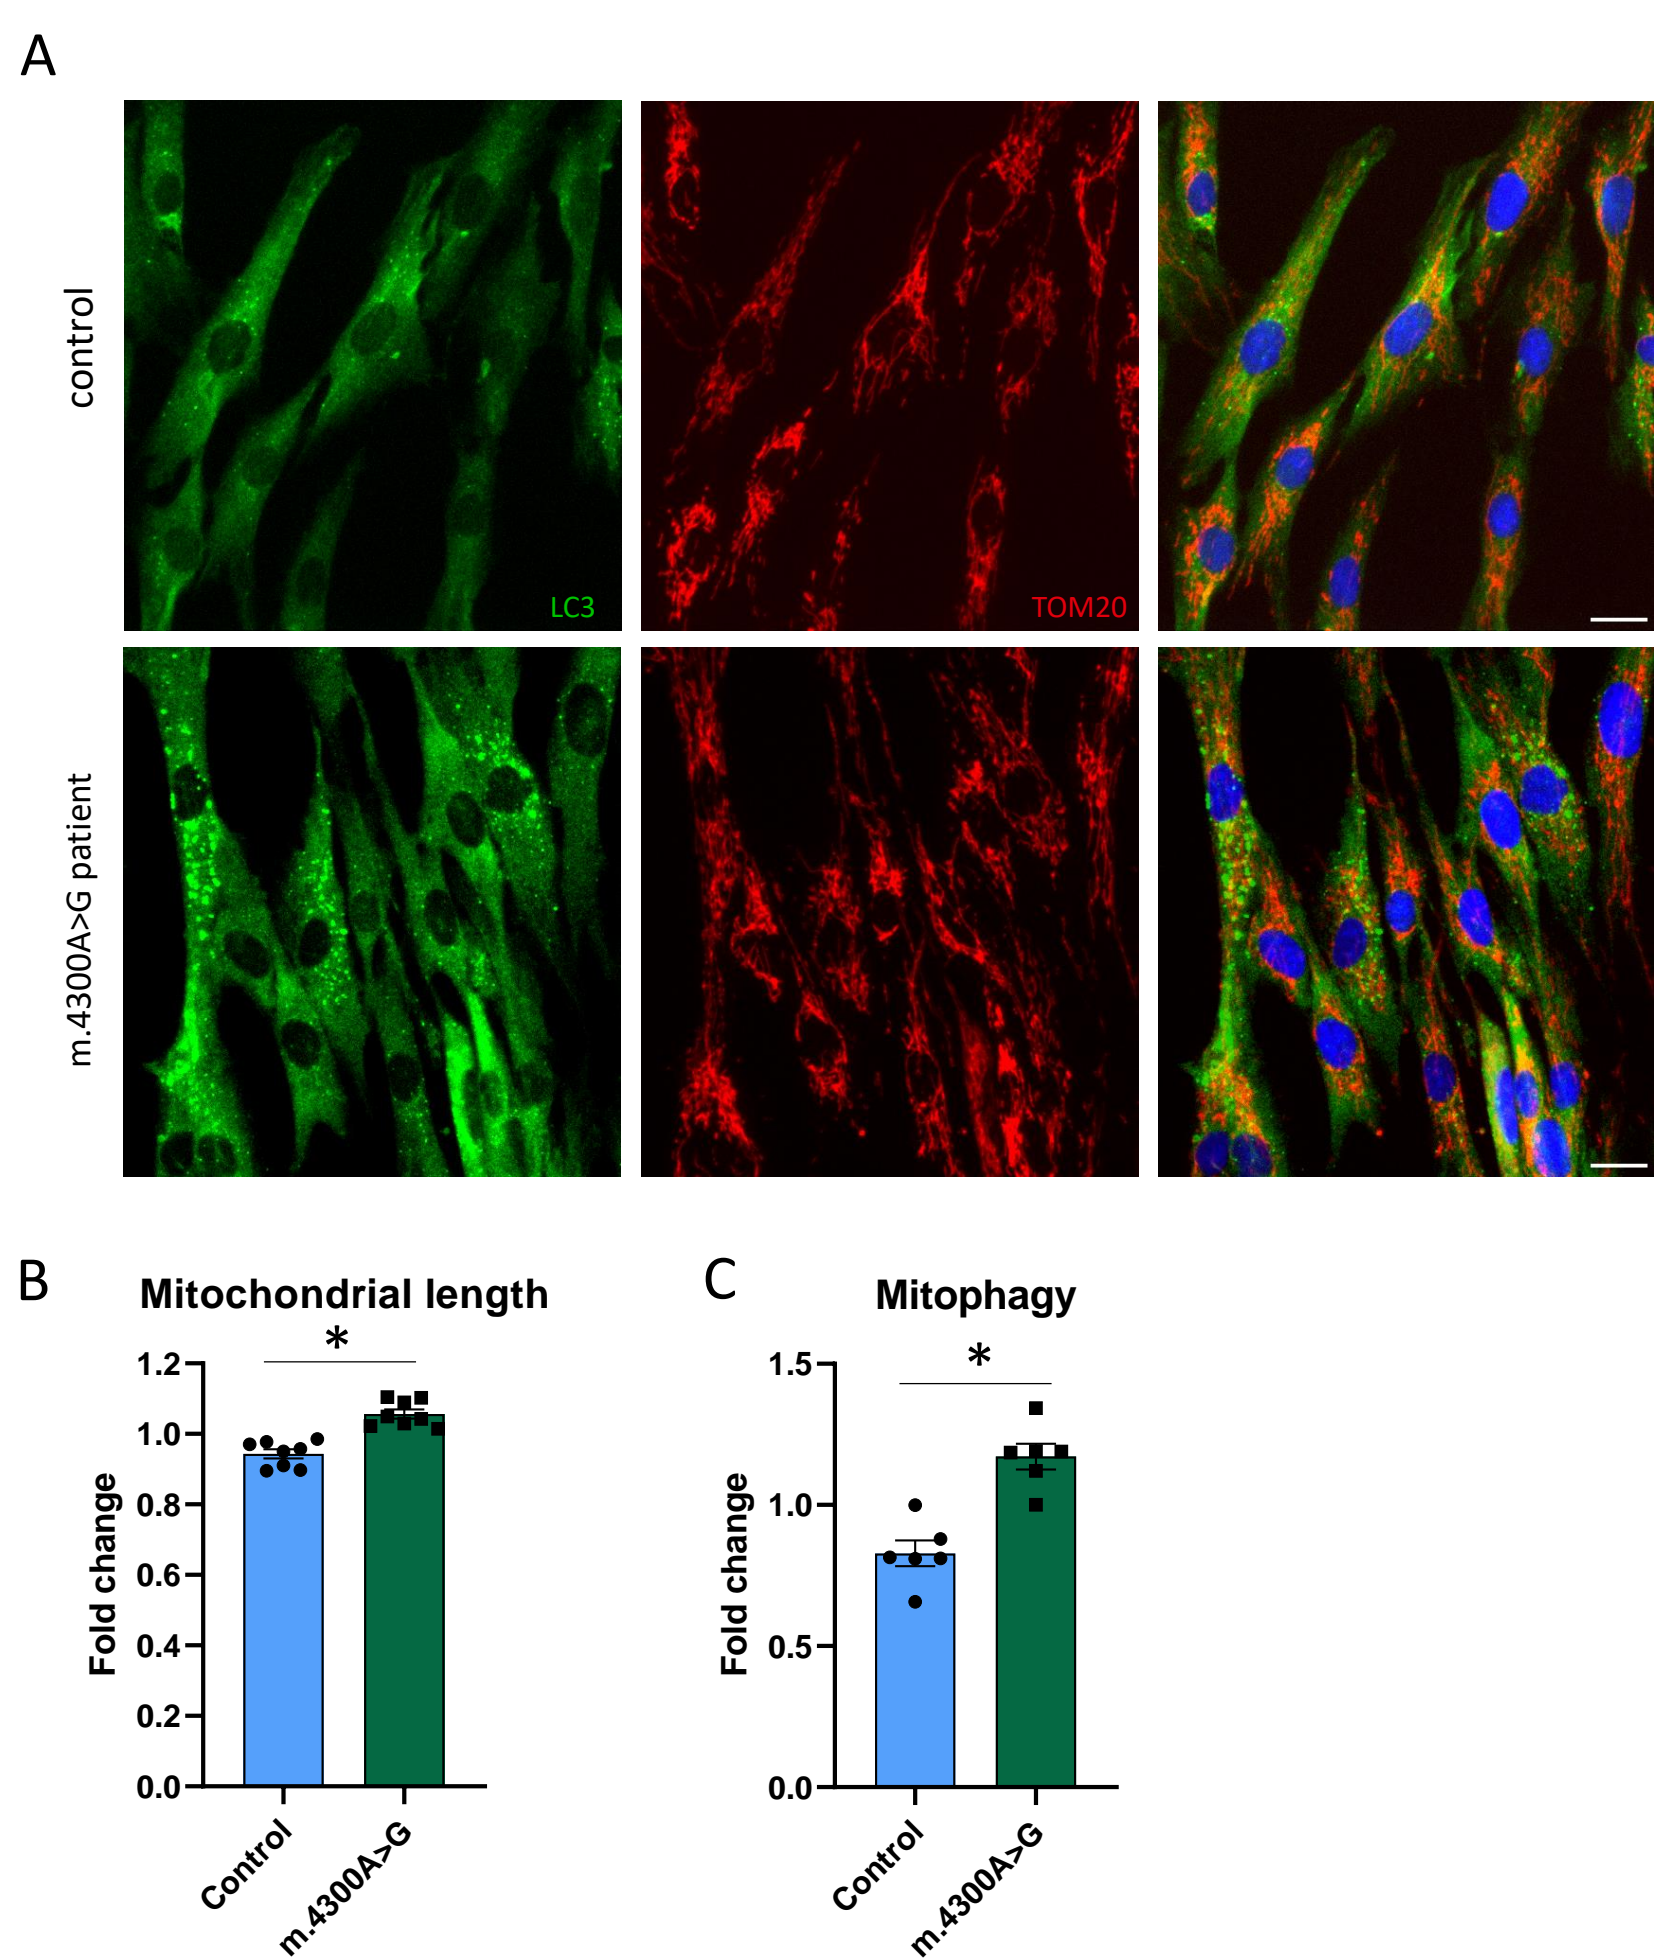 A
control
LC3
TOM20
m.4300A>G patient
B
Mitochondrial length
*
Fold change
1.2
1.0
0.8
0.6
0.4
0.2
0.0
Control
m.4300A>G
C
Mitophagy
*
Fold change
1.5
1.0
0.5
0.0
Control
m.4300A>G